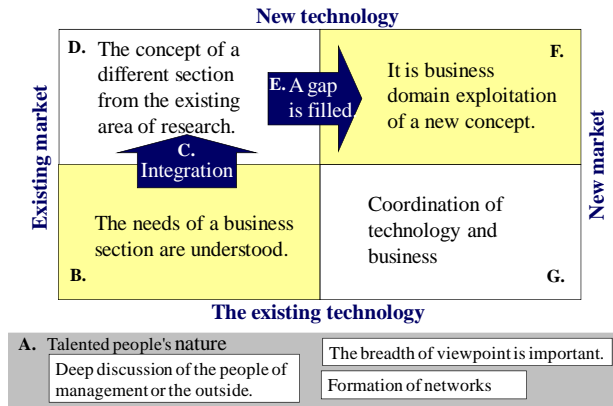 New technology
D. The concept of a
different section
from the existing
area of research.
E. A gap
is filled.
F.
It is business
domain exploitation
of a new concept.
Existing market
New market
C.
Integration
The needs of a business
section are understood.
B.
Coordination of
technology and
business
G.
The existing technology
A. Talented people's nature
Deep discussion of the people of
management or the outside.
The breadth of viewpoint is important.
Formation of networks